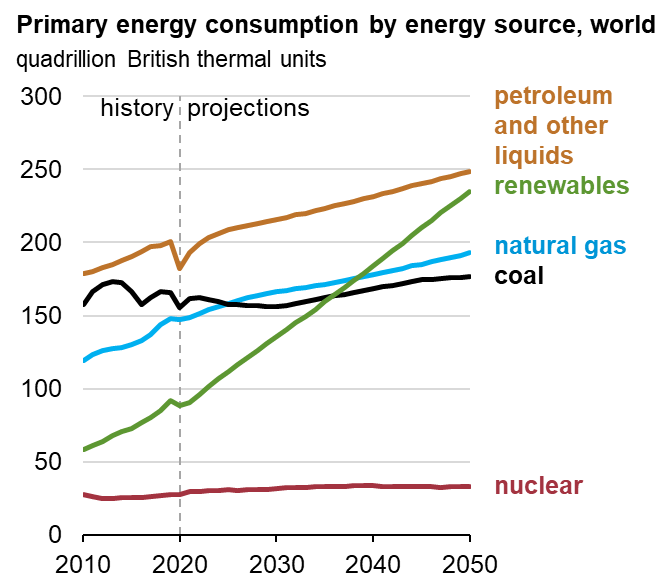 Primary energy consumption by energy source, world
quadrillion British thermal units
300
history projections
petroleum
and other
liquids
250
renewables
200
natural gas
coal
150
100
50
nuclear
0
2010 2020 2030 2040 2050